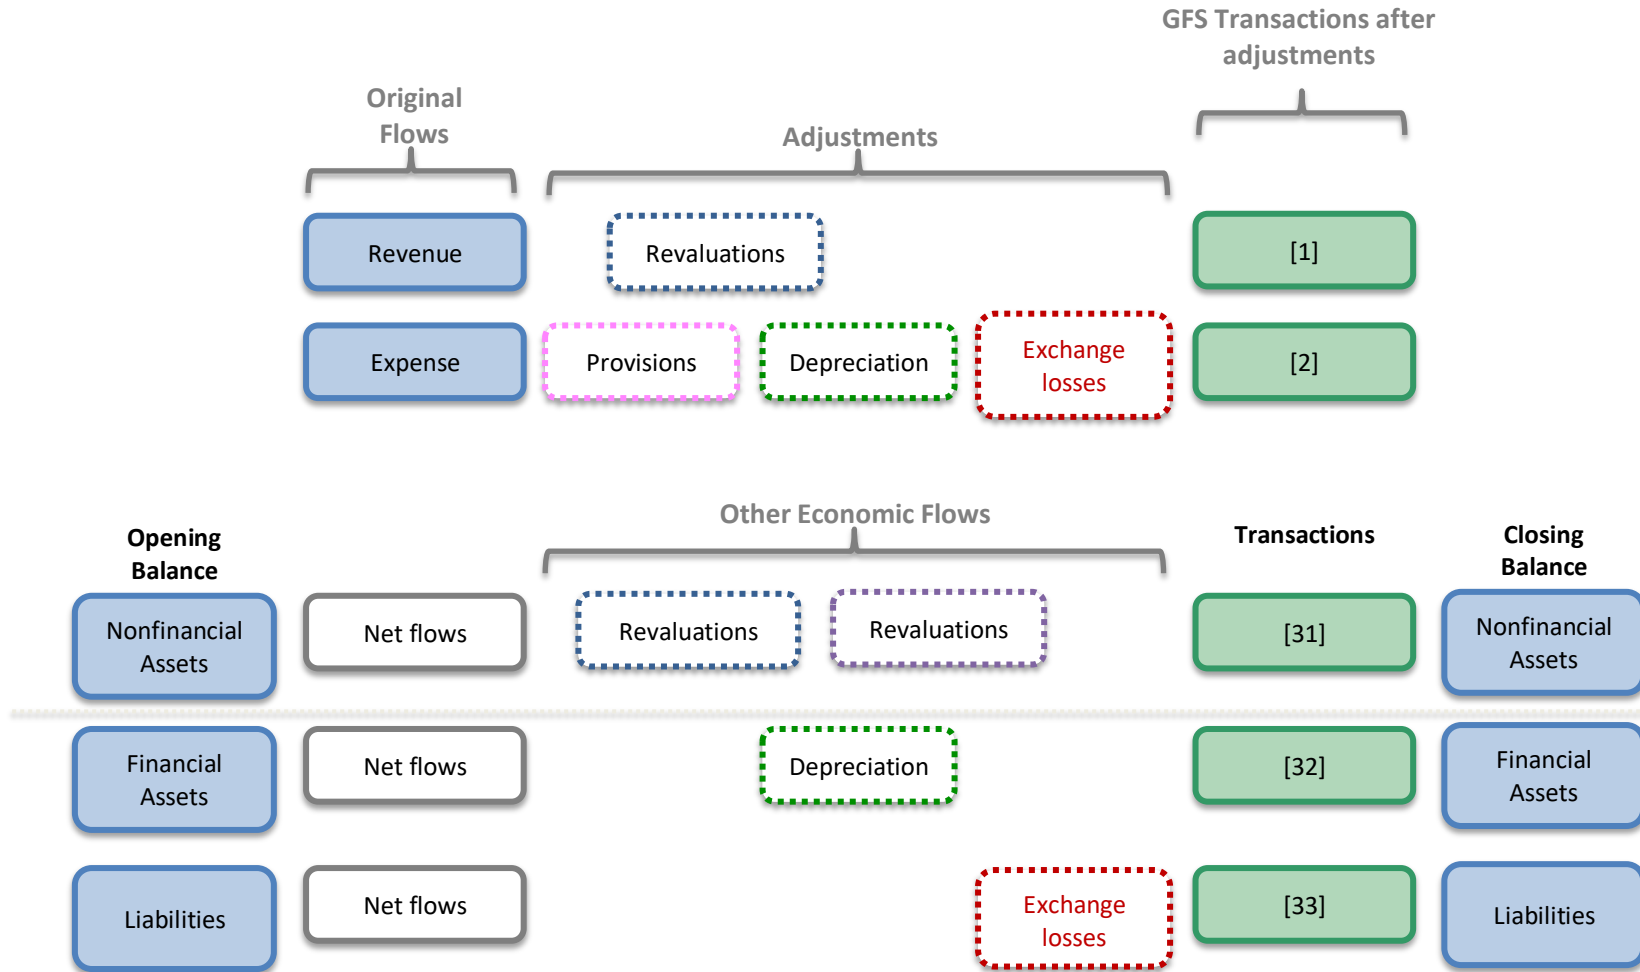 GFS Transactions after
adjustments
Original
Flows
Adjustments
Revenue
Revaluations
[1]
Expense
Provisions
Depreciation
Exchange
losses
[2]
Other Economic Flows
Opening
Balance
Transactions
Closing
Balance
Nonfinancial
Assets
Net flows
Revaluations
Revaluations
[31]
Nonfinancial
Assets
Financial
Assets
Net flows
Depreciation
[32]
Financial
Assets
Liabilities
Net flows
Exchange
losses
[33]
Liabilities